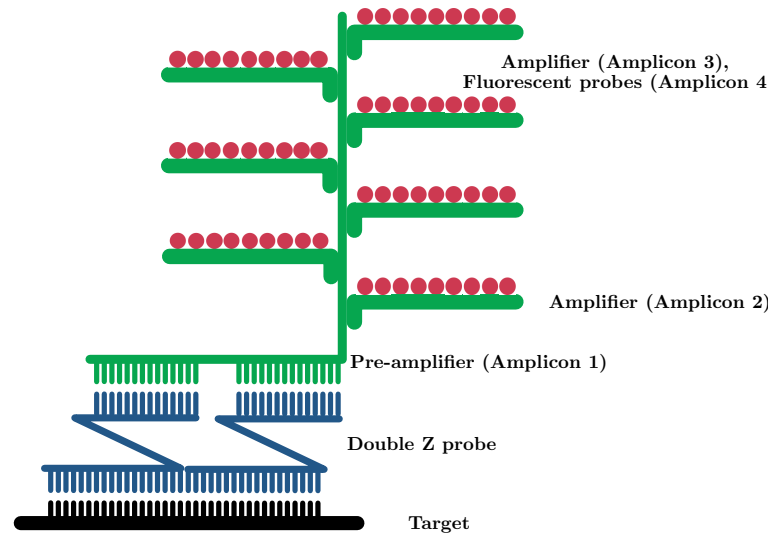 Amplifier (Amplicon 3),
Fluorescent probes (Amplicon 4
Amplifier (Amplicon 2)
Pre-amplifier (Amplicon 1)
Double Z probe
Target